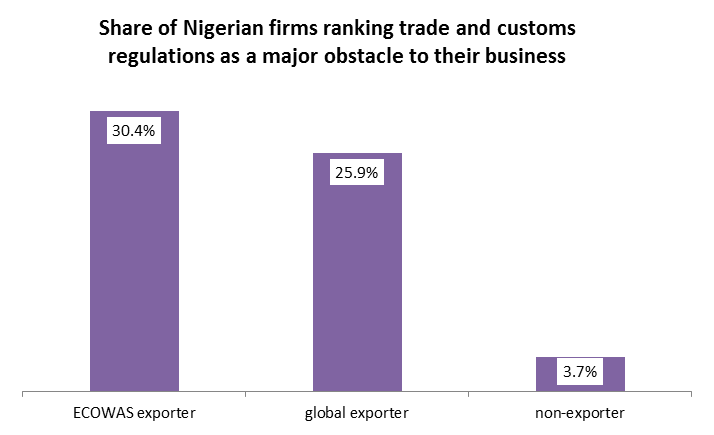 Share of Nigerian firms ranking trade and customs
regulations as a major obstacle to their business
30.4%
25.9%
3.7%
ECOWAS exporter
global exporter
non-exporter